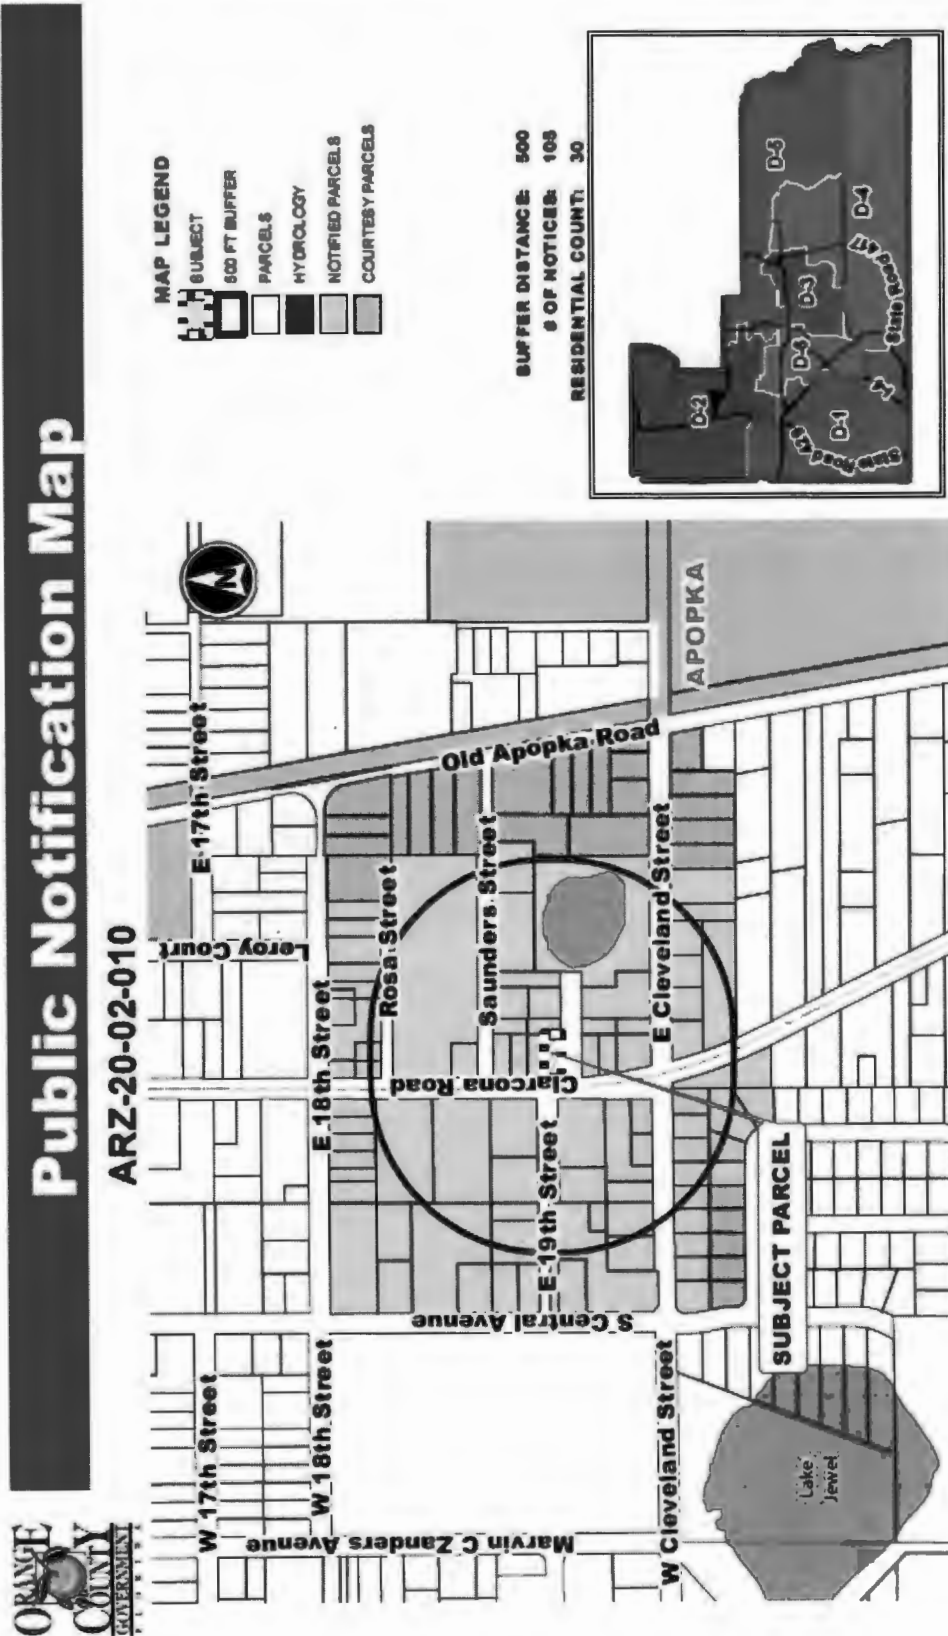 ORANGE
COUNTY
GOVERNMENT
FLORIDA
Public Notification Map
ARZ-20-02-010
MAP LEGEND
SUBJECT
500 FT BUFFER
PARCELS
HYDROLOGY
NOTIFIED PARCELS
COURTESY PARCELS
BUFFER DISTANCE: 500
# OF NOTICES: 105
RESIDENTIAL COUNT: 30
W 17th Street
E 17th Street
Leroy Court
W 18th Street
E 18th Street
Rosa Street
Saunders Street
Old Apopka Road
Clarcona Road
E 19th Street
S Central Avenue
Marvin C Zanders Avenue
W Cleveland Street
E Cleveland Street
APOPKA
SUBJECT PARCEL
Lake
Jewel
N
D-2
D-5
D-3
D-6
D-4
D-1
State Road 429
State Road 417